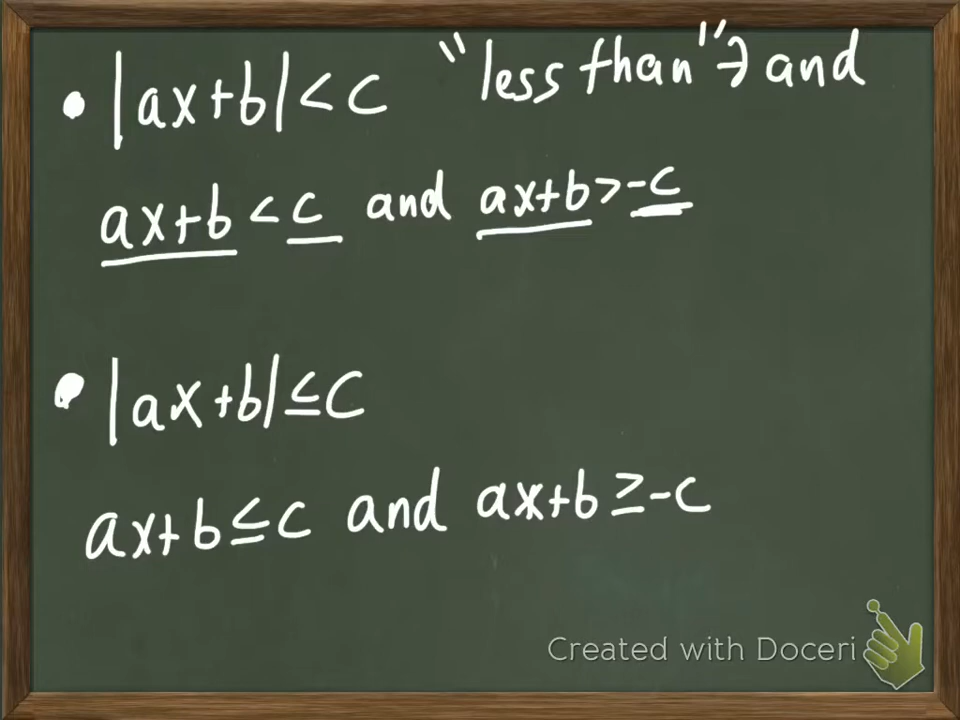 • |ax+b| < c "less than" → and
ax+b < c and ax+b > -c
• |ax+b| ≤ c
ax+b ≤ c and ax+b ≥ -c
Created with Doceri